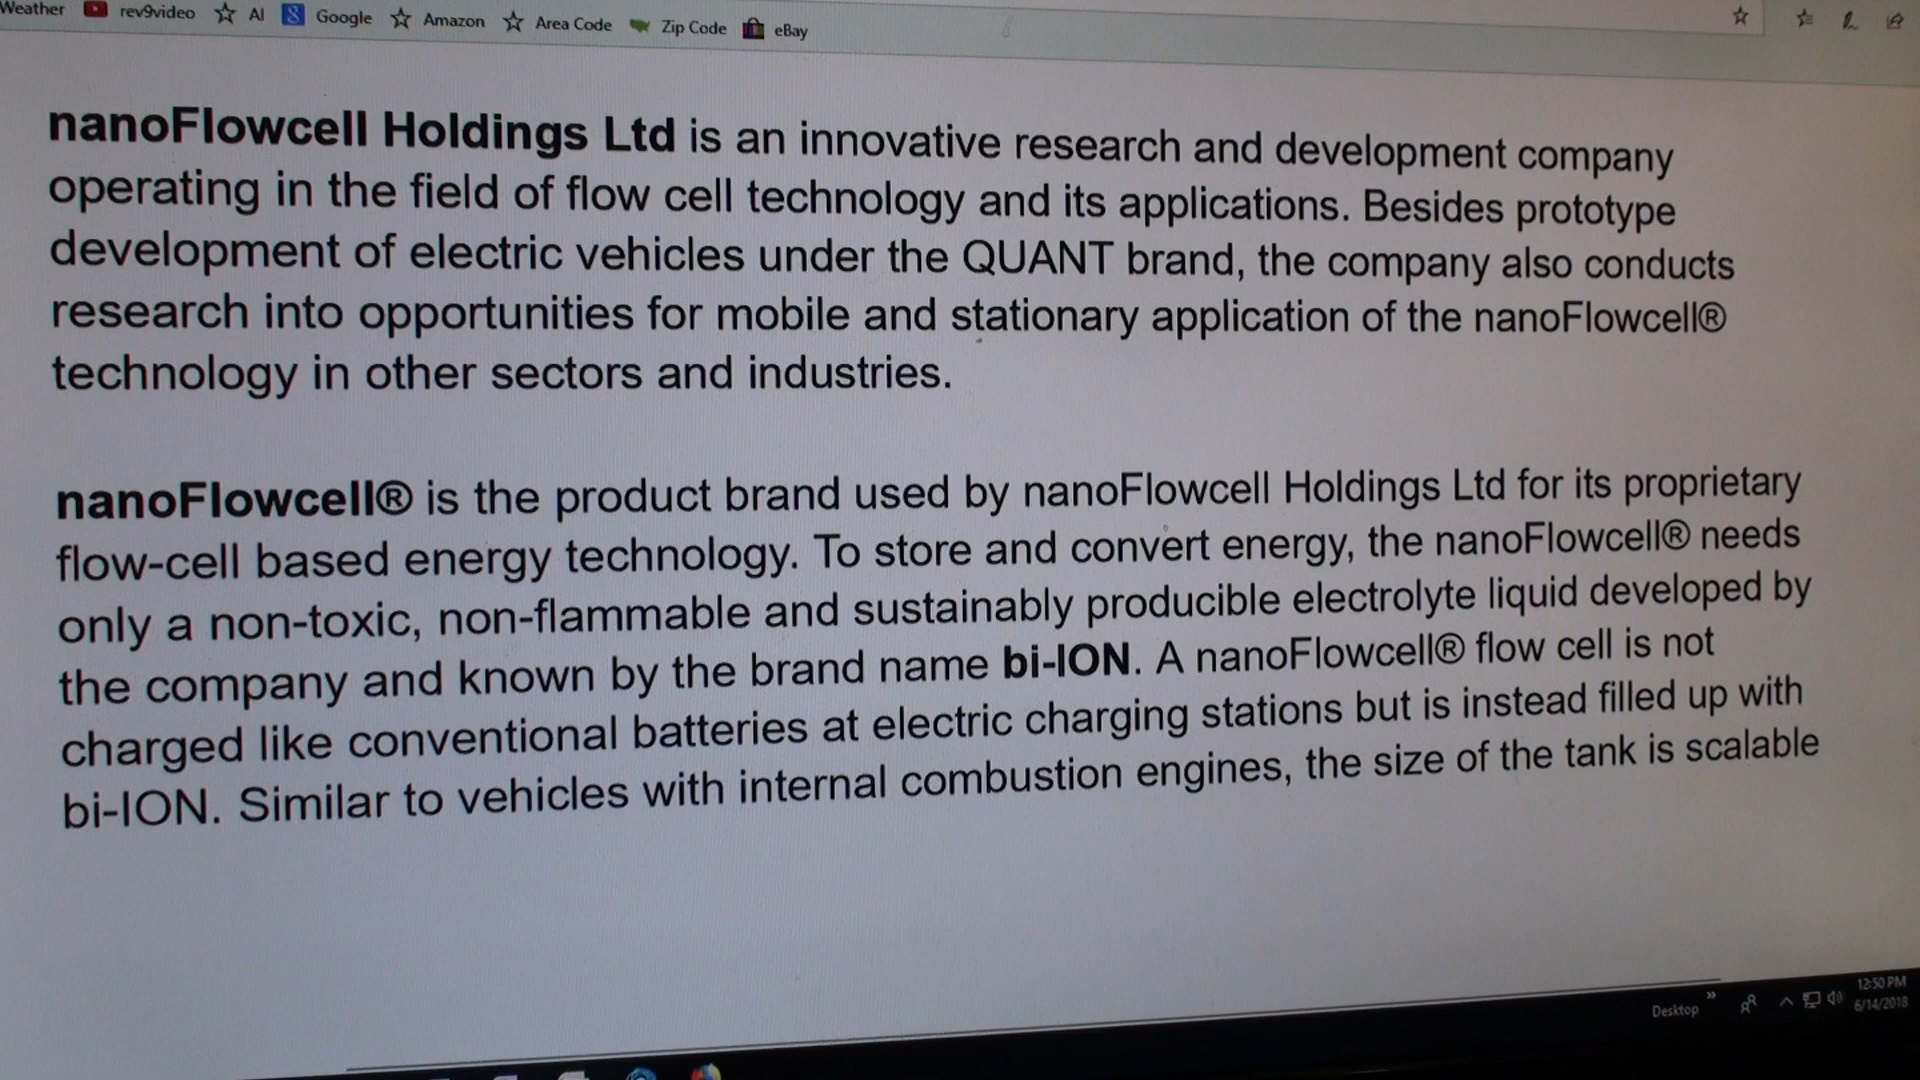 Weather rev9video AI Google Amazon Area Code Zip Code eBay
nanoFlowcell Holdings Ltd is an innovative research and development company
operating in the field of flow cell technology and its applications. Besides prototype
development of electric vehicles under the QUANT brand, the company also conducts
research into opportunities for mobile and stationary application of the nanoFlowcell®
technology in other sectors and industries.
nanoFlowcell® is the product brand used by nanoFlowcell Holdings Ltd for its proprietary
flow-cell based energy technology. To store and convert energy, the nanoFlowcell® needs
only a non-toxic, non-flammable and sustainably producible electrolyte liquid developed by
the company and known by the brand name bi-ION. A nanoFlowcell® flow cell is not
charged like conventional batteries at electric charging stations but is instead filled up with
bi-ION. Similar to vehicles with internal combustion engines, the size of the tank is scalable
12:50 PM
Desktop » 6/14/2018